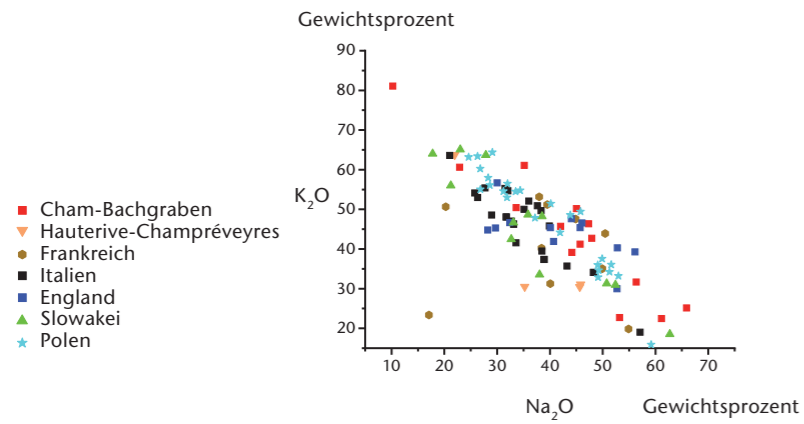 Gewichtsprozent
90
80
70
60
50
40
30
20
K₂O
10 20 30 40 50 60 70
Na₂O Gewichtsprozent
Cham-Bachgraben
Hauterive-Champréveyres
Frankreich
Italien
England
Slowakei
Polen